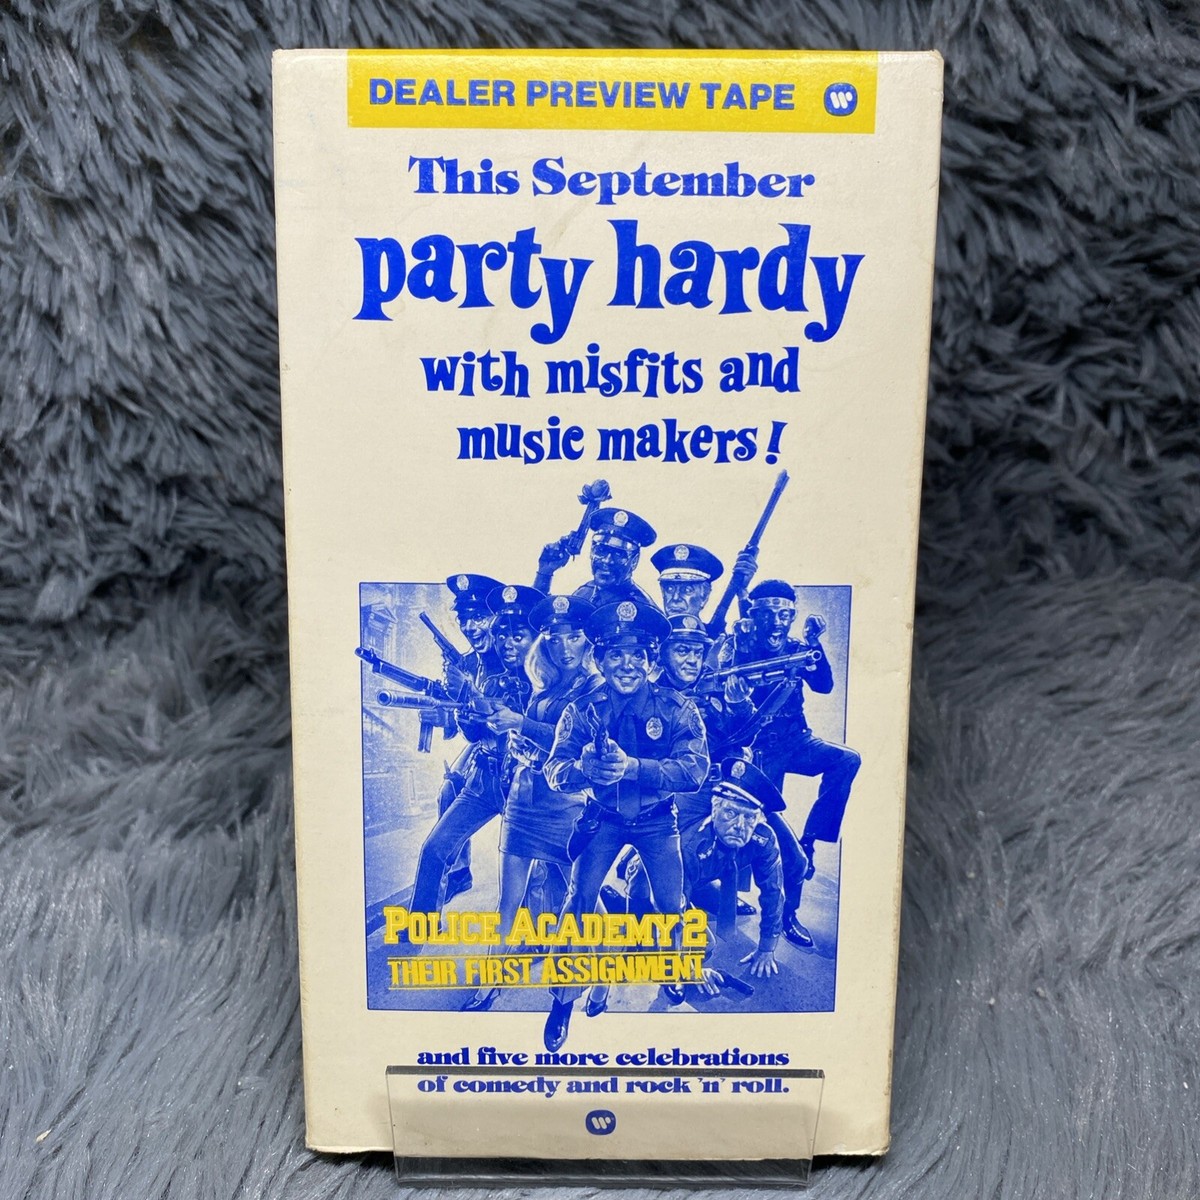 DEALER PREVIEW TAPE
This September
party hardy
with misfits and
music makers!
POLICE ACADEMY 2
THEIR FIRST ASSIGNMENT
and five more celebrations
of comedy and rock 'n' roll.